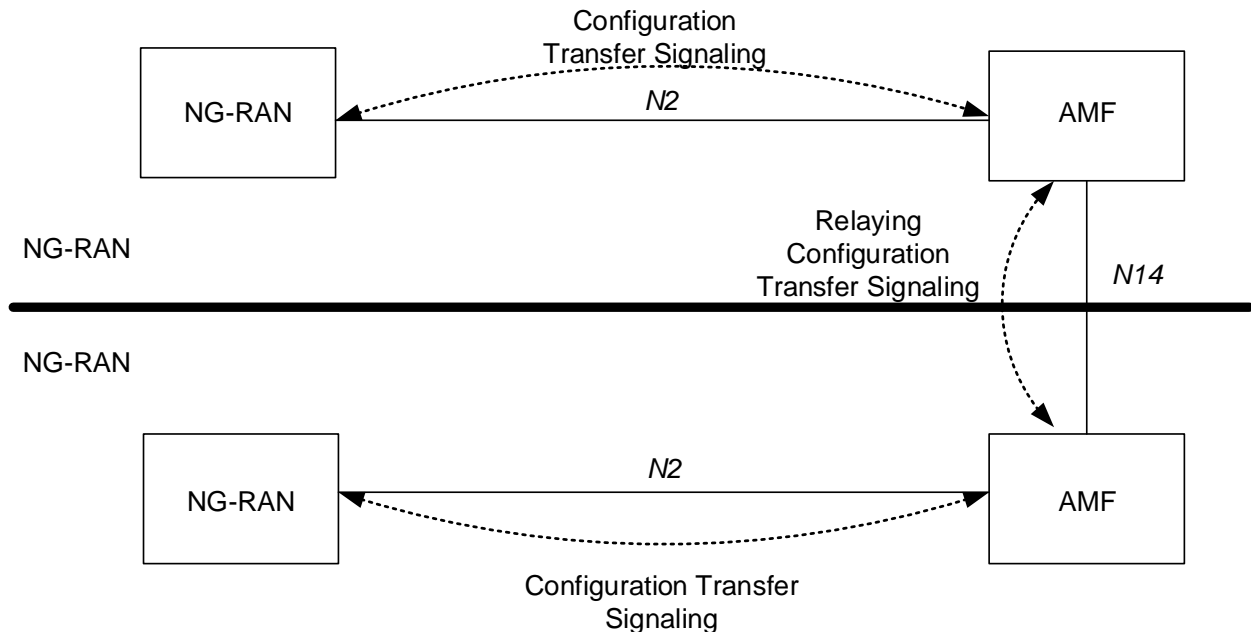 Configuration
Transfer Signaling
NG-RAN
N2
AMF
Relaying
Configuration
Transfer Signaling
NG-RAN
N14
NG-RAN
NG-RAN
N2
AMF
Configuration Transfer
Signaling